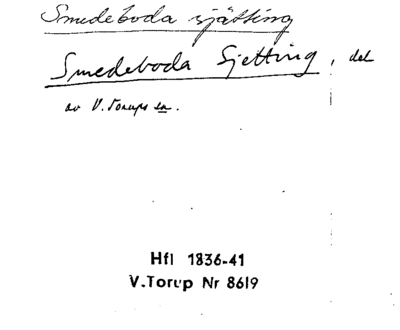 Smedeboda sjätting
Smedeboda Sjetting, del
av V. Torups sn.
Hfl 1836-41
V.Torup Nr 8619